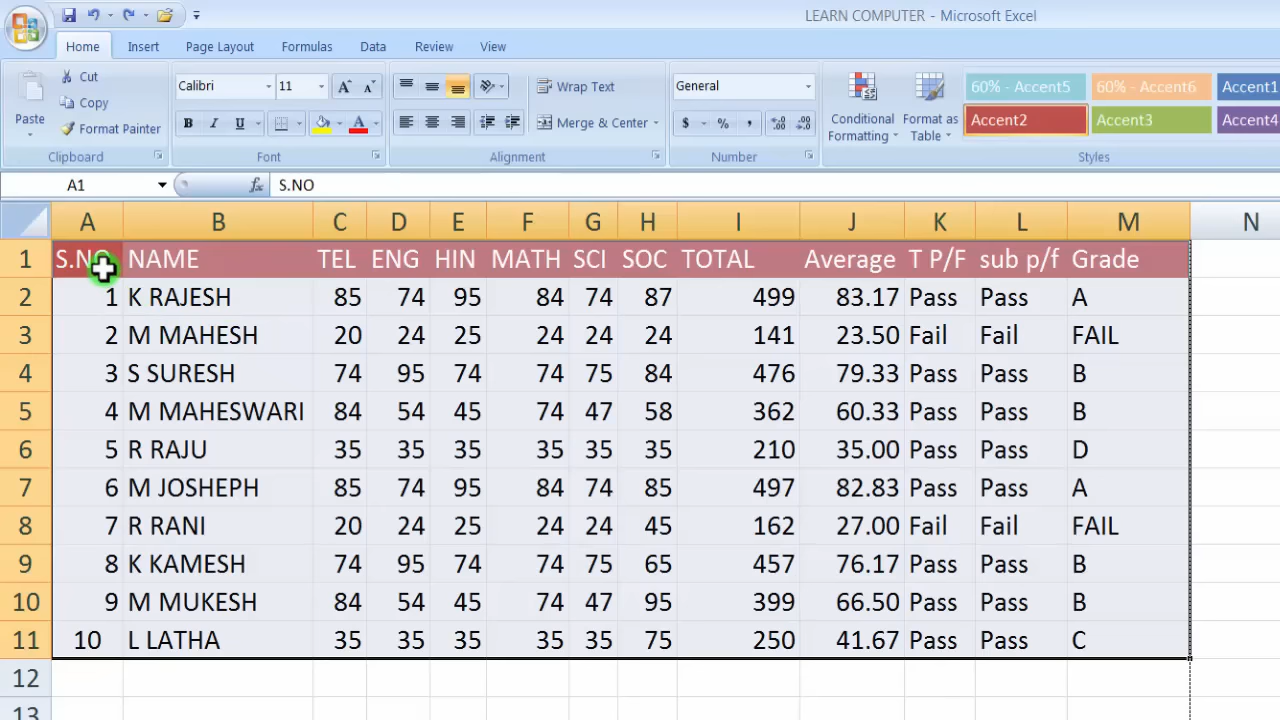 LEARN COMPUTER - Microsoft Excel
Home Insert Page Layout Formulas Data Review View
Cut
Copy
Format Painter
Paste
Clipboard
Calibri 11 A A
B I U A
Font
Wrap Text
Merge & Center
Alignment
General
$ % , .0 .00 .00 .0
Number
Conditional Formatting
Format as Table
60% - Accent5 60% - Accent6 Accent1
Accent2 Accent3 Accent4
Styles
A1 fx S.NO
A B C D E F G H I J K L M N
1 S.NO NAME TEL ENG HIN MATH SCI SOC TOTAL Average T P/F sub p/f Grade
2 1 K RAJESH 85 74 95 84 74 87 499 83.17 Pass Pass A
3 2 M MAHESH 20 24 25 24 24 24 141 23.50 Fail Fail FAIL
4 3 S SURESH 74 95 74 74 75 84 476 79.33 Pass Pass B
5 4 M MAHESWARI 84 54 45 74 47 58 362 60.33 Pass Pass B
6 5 R RAJU 35 35 35 35 35 35 210 35.00 Pass Pass D
7 6 M JOSHEPH 85 74 95 84 74 85 497 82.83 Pass Pass A
8 7 R RANI 20 24 25 24 24 45 162 27.00 Fail Fail FAIL
9 8 K KAMESH 74 95 74 74 75 65 457 76.17 Pass Pass B
10 9 M MUKESH 84 54 45 74 47 95 399 66.50 Pass Pass B
11 10 L LATHA 35 35 35 35 35 75 250 41.67 Pass Pass C
12
13